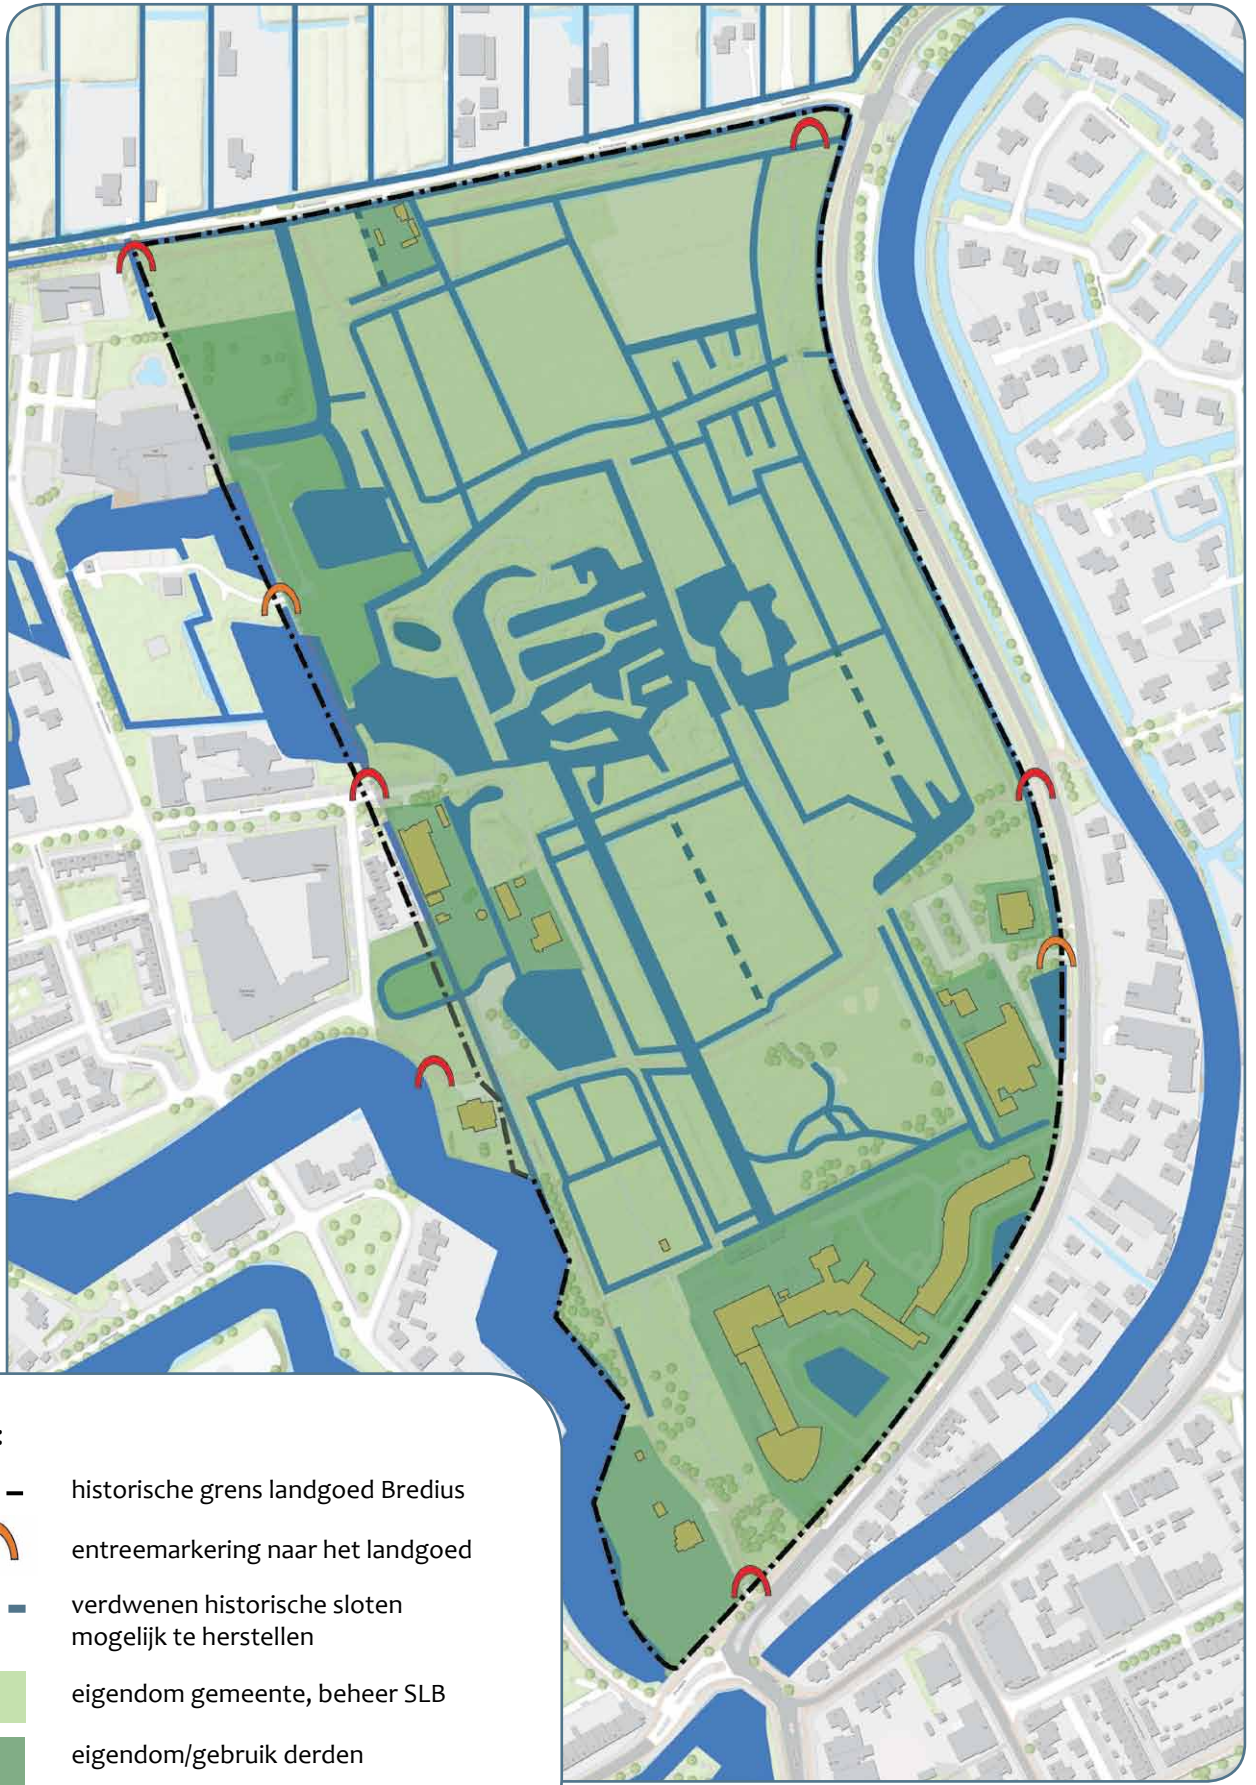 :
historische grens landgoed Bredius
entreemarkering naar het landgoed
verdwenen historische sloten
mogelijk te herstellen
eigendom gemeente, beheer SLB
eigendom/gebruik derden